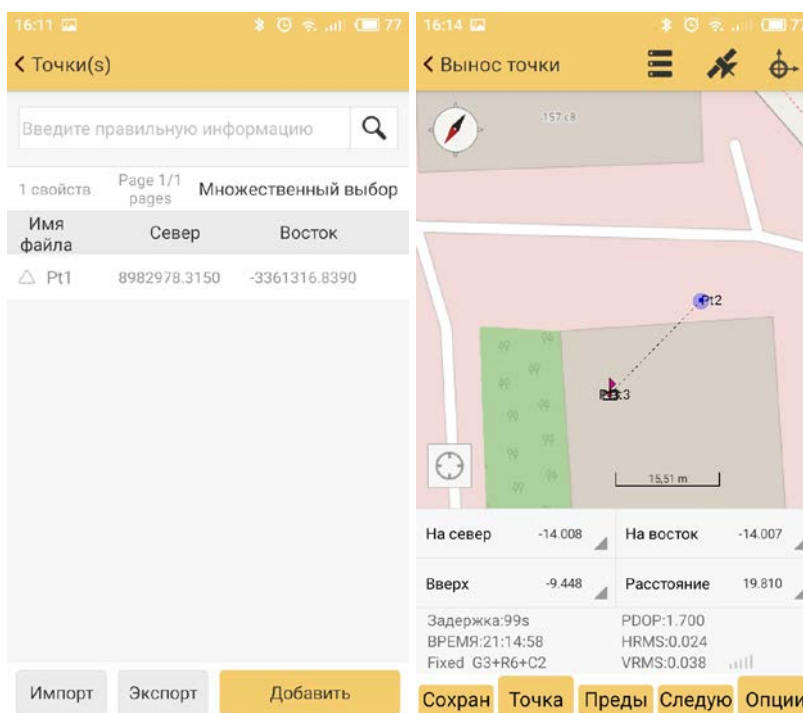 16:11
77
Точки(s)
Введите правильную информацию
1 свойств
Page 1/1
pages
Множественный выбор
Имя
файла
Север
Восток
Pt1
8982978.3150
-3361316.8390
Импорт
Экспорт
Добавить
16:14
77
Вынос точки
157 с8
Pt2
15,51 m
На север
-14.008
На восток
-14.007
Вверх
-9.448
Расстояние
19.810
Задержка:99s
PDOP:1.700
ВРЕМЯ:21:14:58
HRMS:0.024
Fixed G3+R6+C2
VRMS:0.038
Сохран
Точка
Преды
Следую
Опции